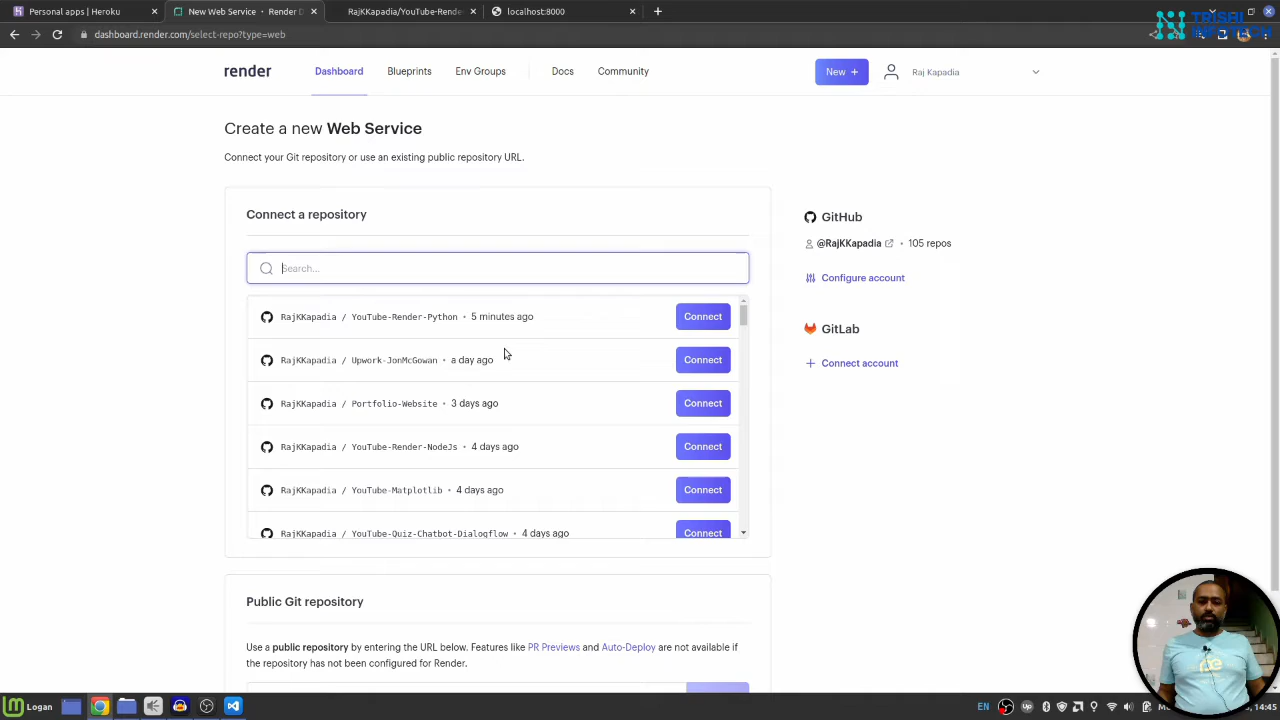 Personal apps | Heroku
New Web Service · Render D
RajKKapadia/YouTube-Rende
localhost:8000
dashboard.render.com/select-repo?type=web
TRISHI
INFOTECH
render
Dashboard
Blueprints
Env Groups
Docs
Community
New +
Raj Kapadia
Create a new Web Service
Connect your Git repository or use an existing public repository URL.
Connect a repository
Search...
RajKKapadia / YouTube-Render-Python • 5 minutes ago
Connect
RajKKapadia / Upwork-JonMcGowan • a day ago
Connect
RajKKapadia / Portfolio-Website • 3 days ago
Connect
RajKKapadia / YouTube-Render-NodeJs • 4 days ago
Connect
RajKKapadia / YouTube-Matplotlib • 4 days ago
Connect
RajKKapadia / YouTube-Quiz-Chatbot-Dialogflow • 4 days ago
Connect
GitHub
@RajKKapadia • 105 repos
Configure account
GitLab
Connect account
Public Git repository
Use a public repository by entering the URL below. Features like PR Previews and Auto-Deploy are not available if
the repository has not been configured for Render.
Logan
EN
Up
14:45